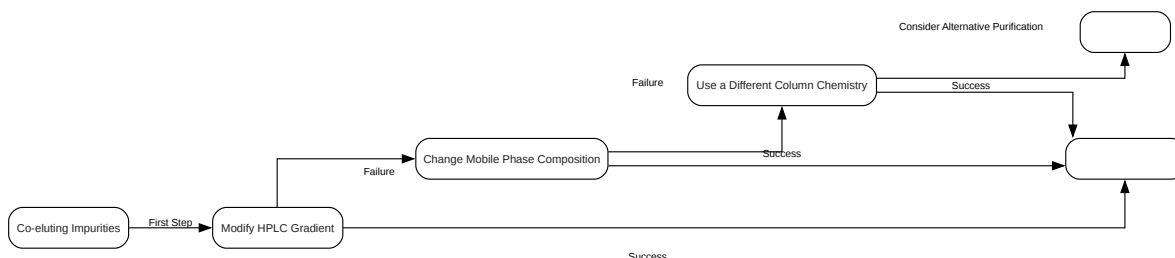 Consider Alternative Purification
Failure
Use a Different Column Chemistry
Success
Change Mobile Phase Composition
Success
Failure
Co-eluting Impurities
First Step
Modify HPLC Gradient
Success